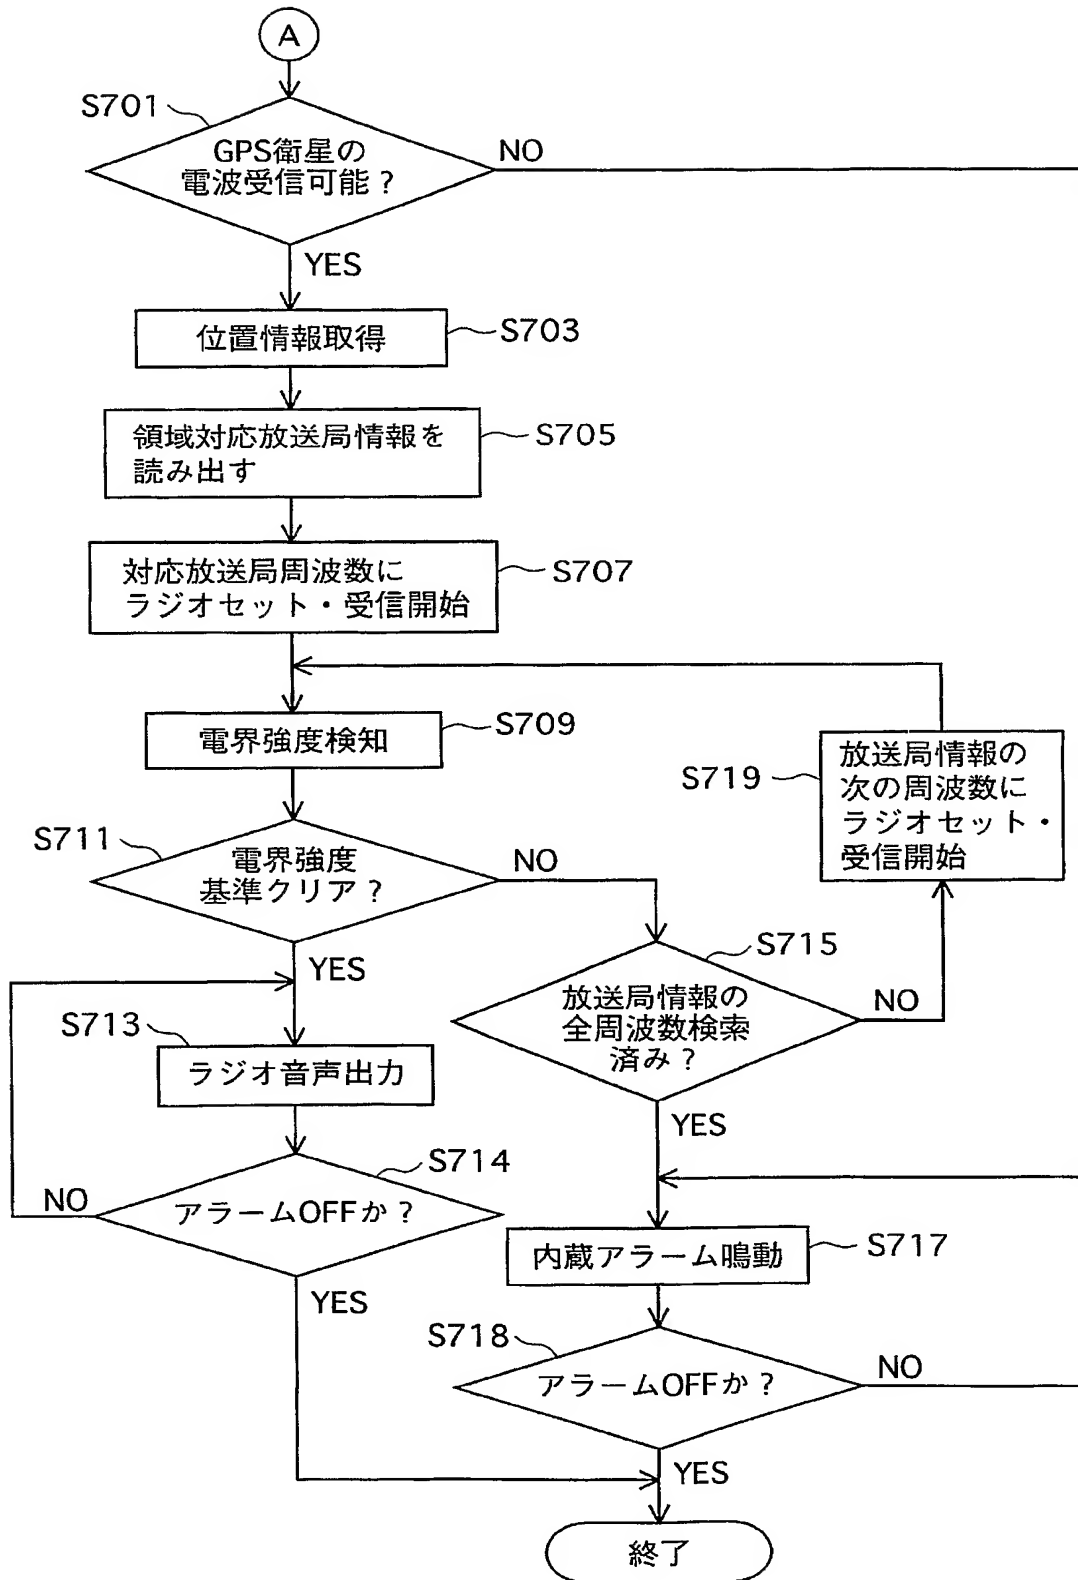 A
S701
GPS衛星の
電波受信可能？
NO
YES
位置情報取得
S703
領域対応放送局情報を
読み出す
S705
対応放送局周波数に
ラジオセット・受信開始
S707
電界強度検知
S709
放送局情報の
次の周波数に
ラジオセット・
受信開始
S719
S711
電界強度
基準クリア？
NO
YES
S715
放送局情報の
全周波数検索
済み？
NO
YES
S713
ラジオ音声出力
S714
アラームOFFか？
NO
YES
内蔵アラーム鳴動
S717
S718
アラームOFFか？
NO
YES
終了